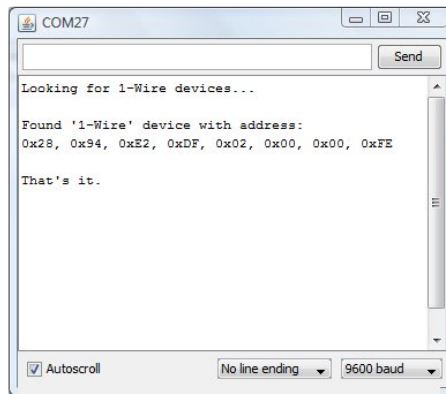 COM27
Send
Looking for 1-Wire devices...
Found '1-Wire' device with address:
0x28, 0x94, 0xE2, 0xDF, 0x02, 0x00, 0x00, 0xFE
That's it.
Autoscroll
No line ending
9600 baud